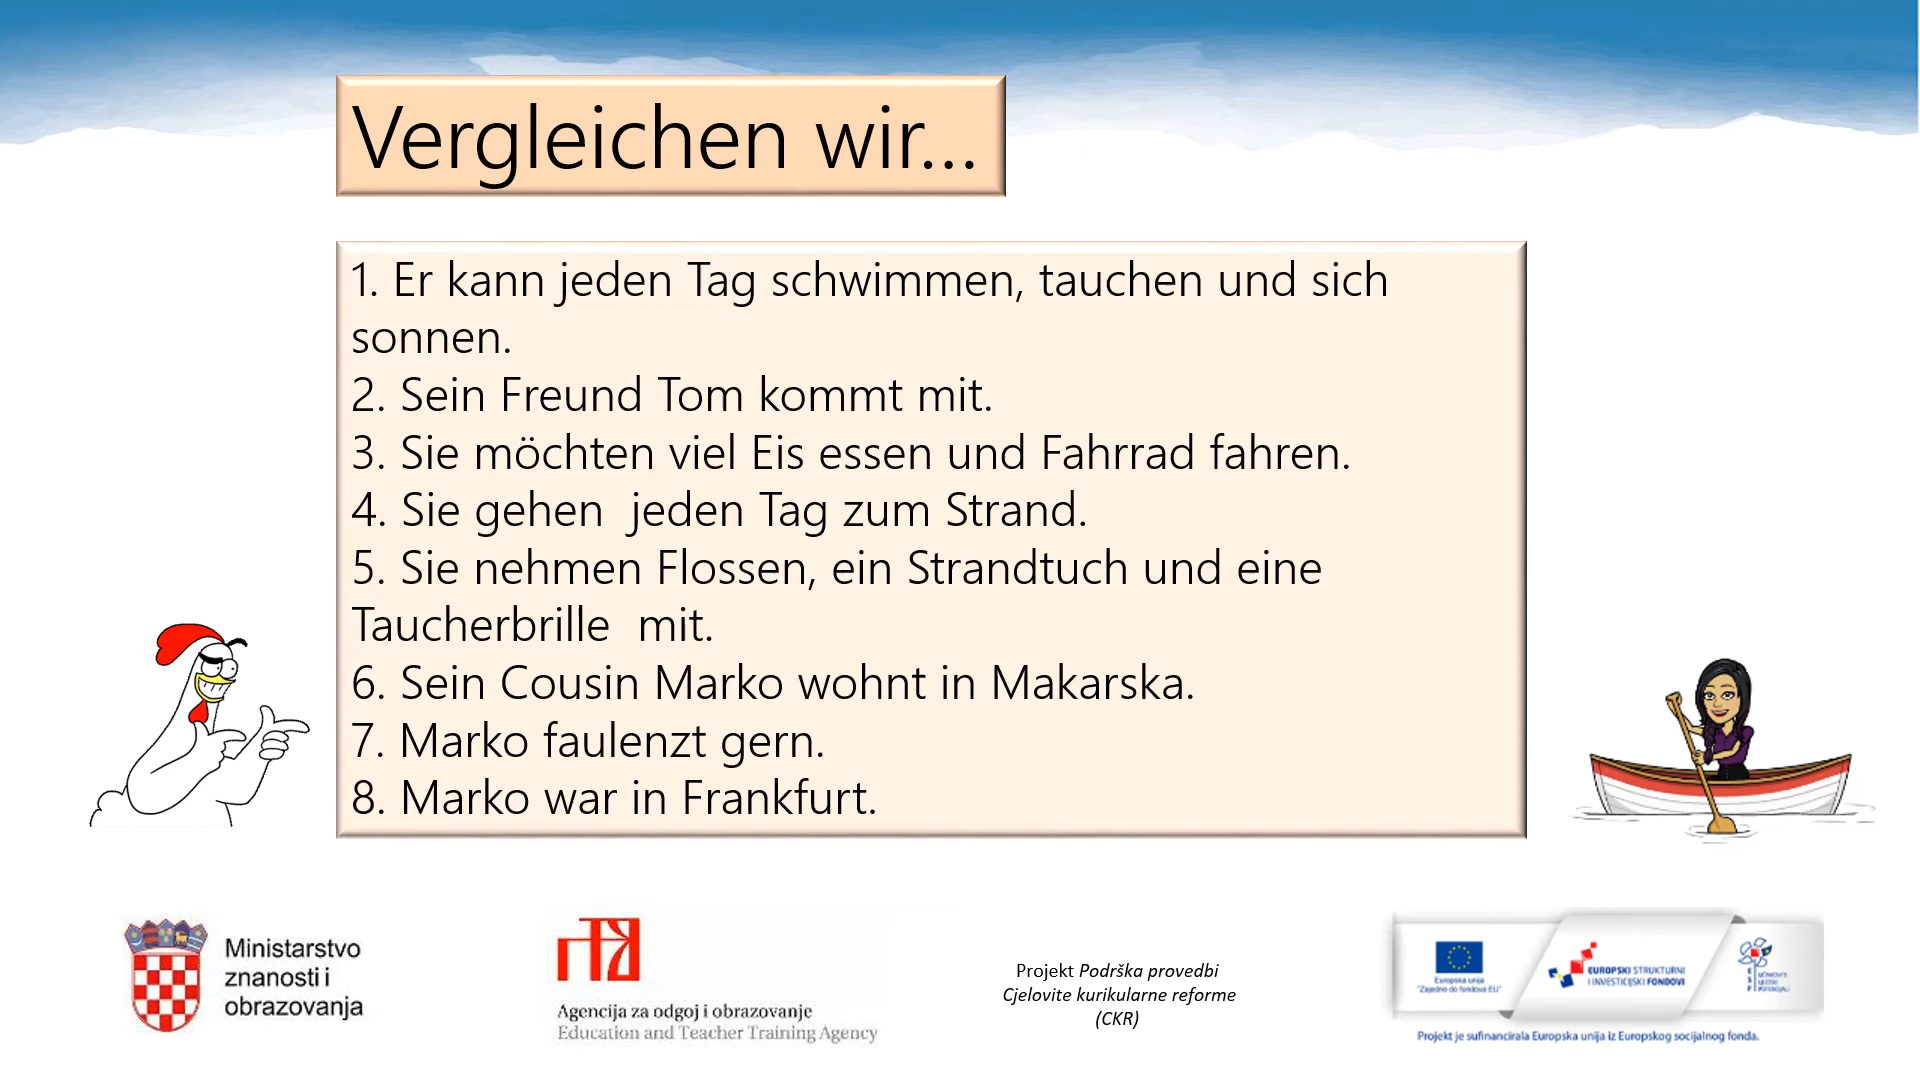 Vergleichen wir...
1. Er kann jeden Tag schwimmen, tauchen und sich
sonnen.
2. Sein Freund Tom kommt mit.
3. Sie möchten viel Eis essen und Fahrrad fahren.
4. Sie gehen  jeden Tag zum Strand.
5. Sie nehmen Flossen, ein Strandtuch und eine
Taucherbrille  mit.
6. Sein Cousin Marko wohnt in Makarska.
7. Marko faulenzt gern.
8. Marko war in Frankfurt.
Ministarstvo
znanosti i
obrazovanja
Agencija za odgoj i obrazovanje
Education and Teacher Training Agency
Projekt Podrška provedbi
Cjelovite kurikularne reforme
(CKR)
Europska unija
"Zajedno do fondova EU"
EUROPSKI STRUKTURNI
I INVESTICIJSKI FONDOVI
Projekt je sufinancirala Europska unija iz Europskog socijalnog fonda.